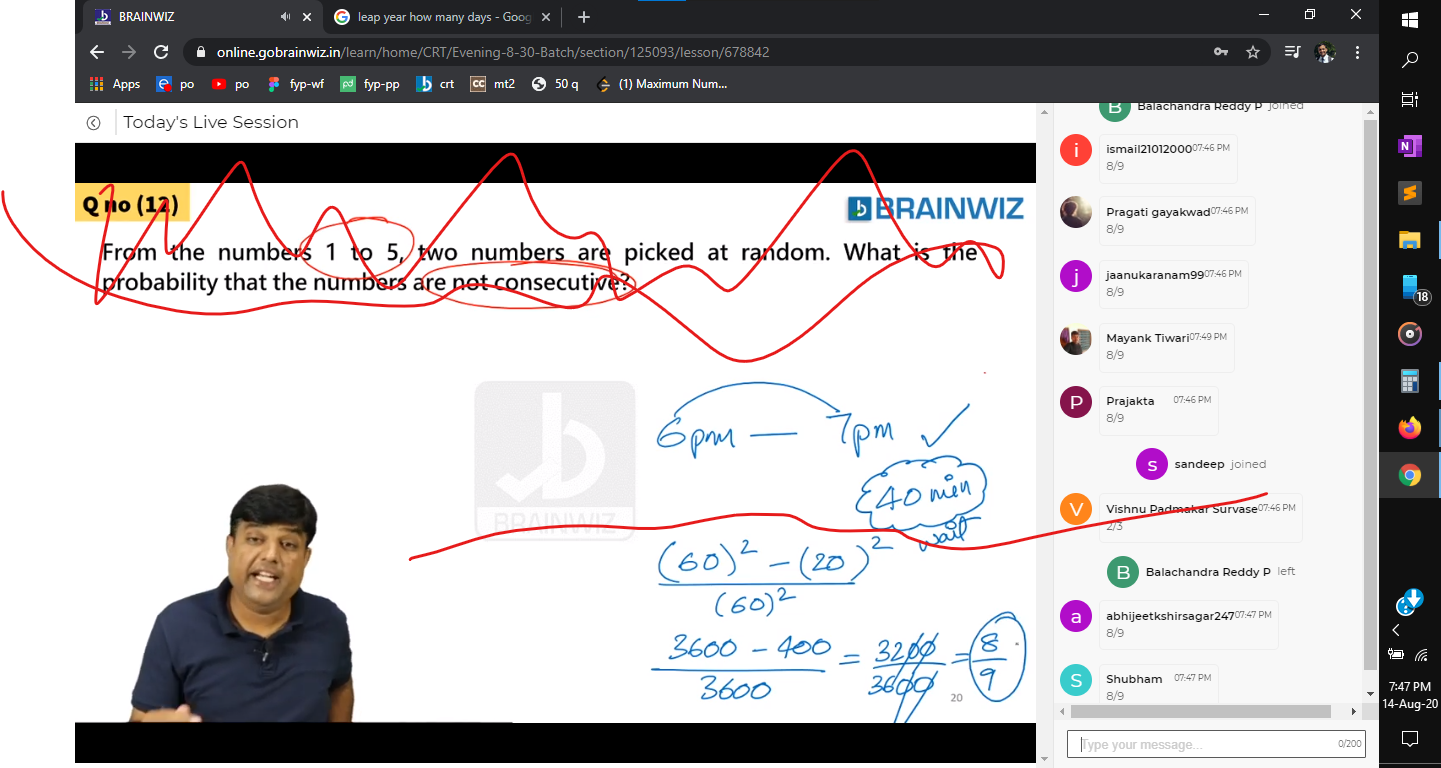 BRAINWIZ
leap year how many days - Goog
online.gobrainwiz.in/learn/home/CRT/Evening-8-30-Batch/section/125093/lesson/678842
Apps po po fyp-wf fyp-pp crt mt2 50 q (1) Maximum Num...
Today's Live Session
Q no (12)
BRAINWIZ
From the numbers 1 to 5, two numbers are picked at random. What is the
probability that the numbers are not consecutive?
BRAINWIZ
6pm — 7pm ✓
40 min
wait
(60)² - (20)²
(60)²
3600 - 400 = 3200 = 8
3600 3600 9
20
B Balachandra Reddy P joined
i ismail21012000 07:46 PM
8/9
Pragati gayakwad 07:46 PM
8/9
j jaanukaranam99 07:46 PM
8/9
Mayank Tiwari 07:49 PM
8/9
P Prajakta 07:46 PM
8/9
s sandeep joined
V Vishnu Padmakar Survase 07:46 PM
2/3
B Balachandra Reddy P left
a abhijeetkshirsagar247 07:47 PM
8/9
S Shubham 07:47 PM
8/9
Type your message... 0/200
N
S
18
7:47 PM
14-Aug-20